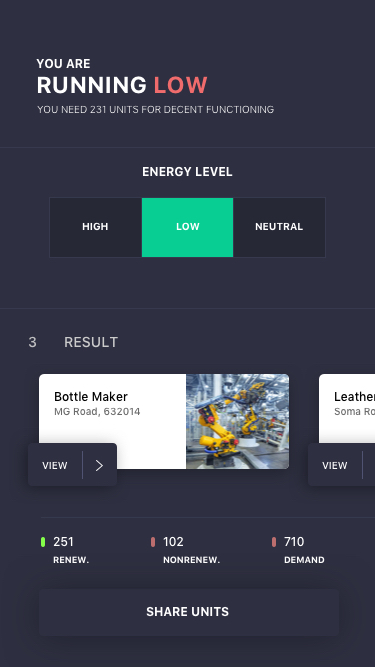 YOU ARE
RUNNING LOW
YOU NEED 231 UNITS FOR DECENT FUNCTIONING
ENERGY LEVEL
HIGH LOW NEUTRAL
3 RESULT
Bottle Maker
MG Road, 632014
VIEW
Leather
Soma Ro
VIEW
251 102 710
RENEW. NONRENEW. DEMAND
SHARE UNITS